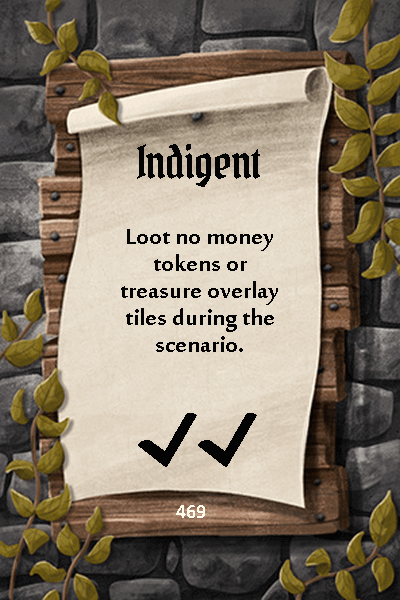 Indigent
Loot no money
tokens or
treasure overlay
tiles during the
scenario.
469